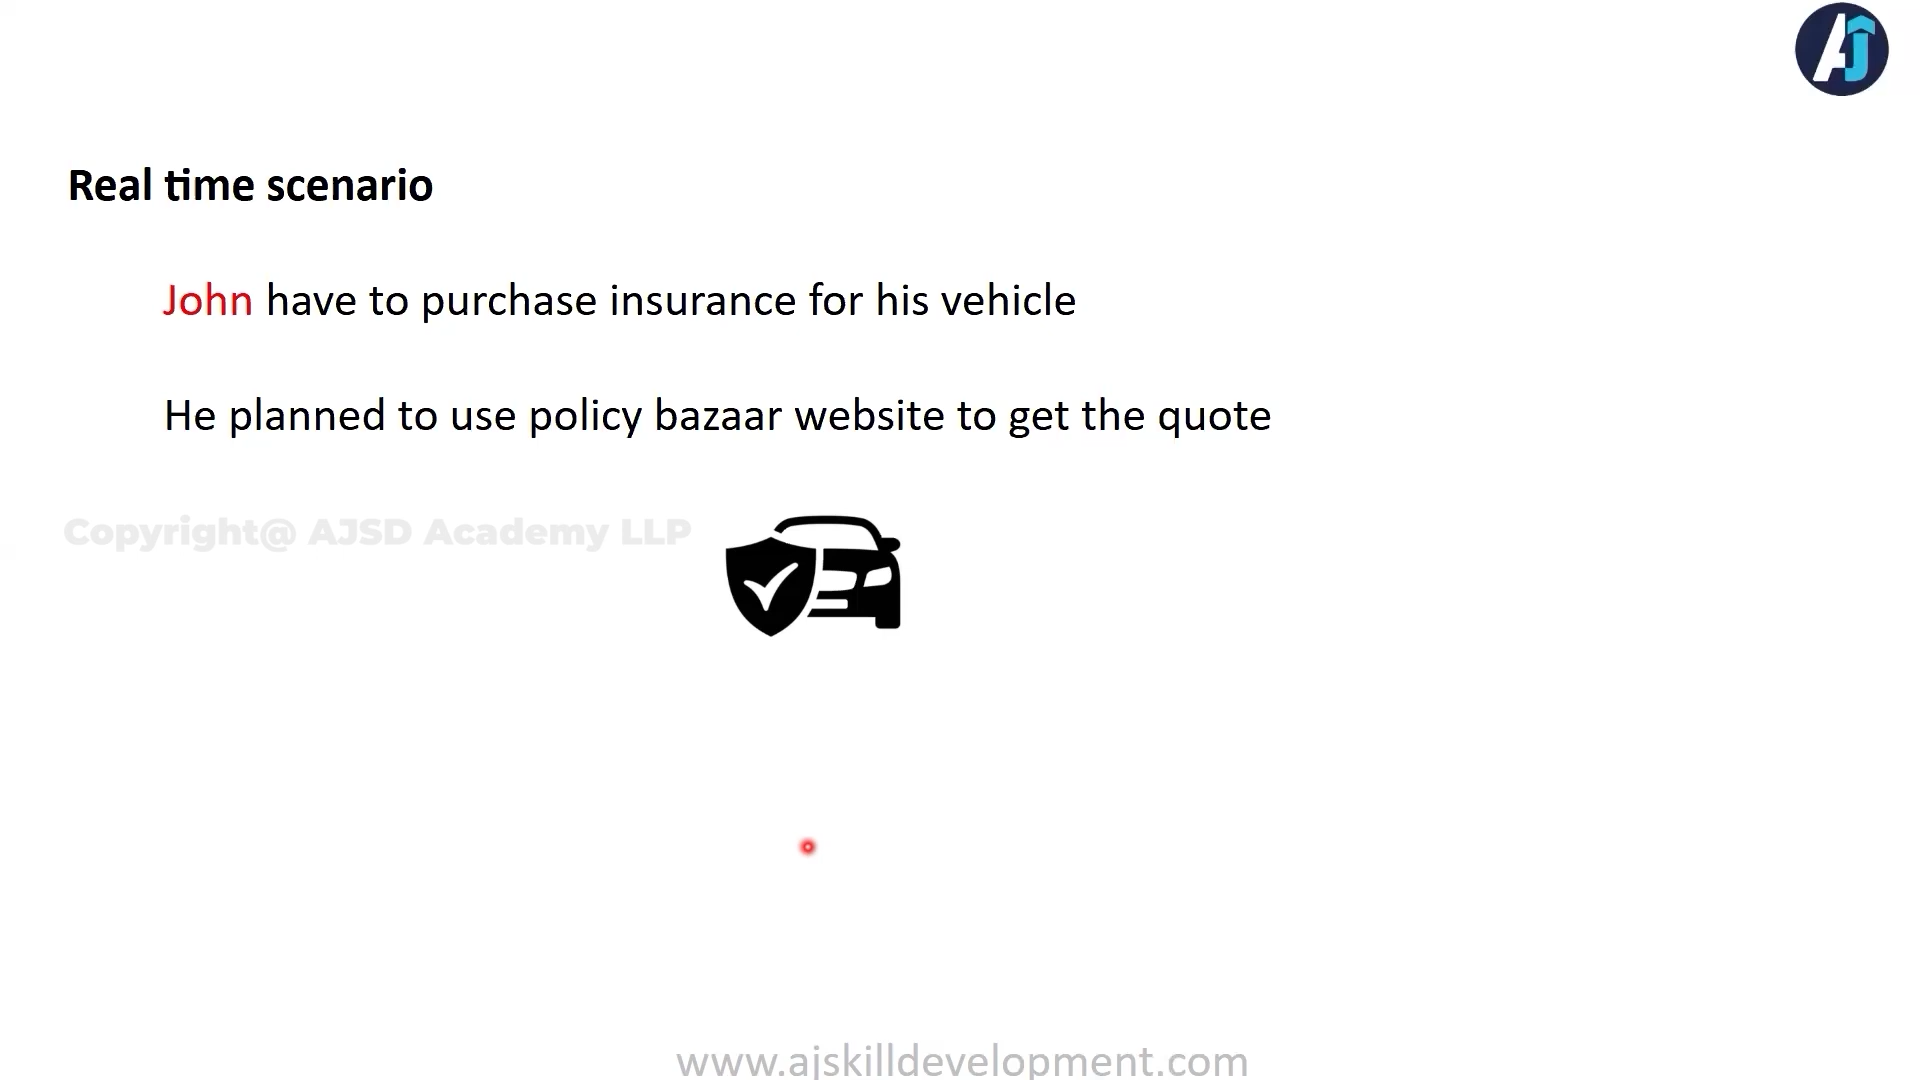 AJ
Real time scenario
John have to purchase insurance for his vehicle
He planned to use policy bazaar website to get the quote
Copyright@ AJSD Academy LLP
www.ajskilldevelopment.com